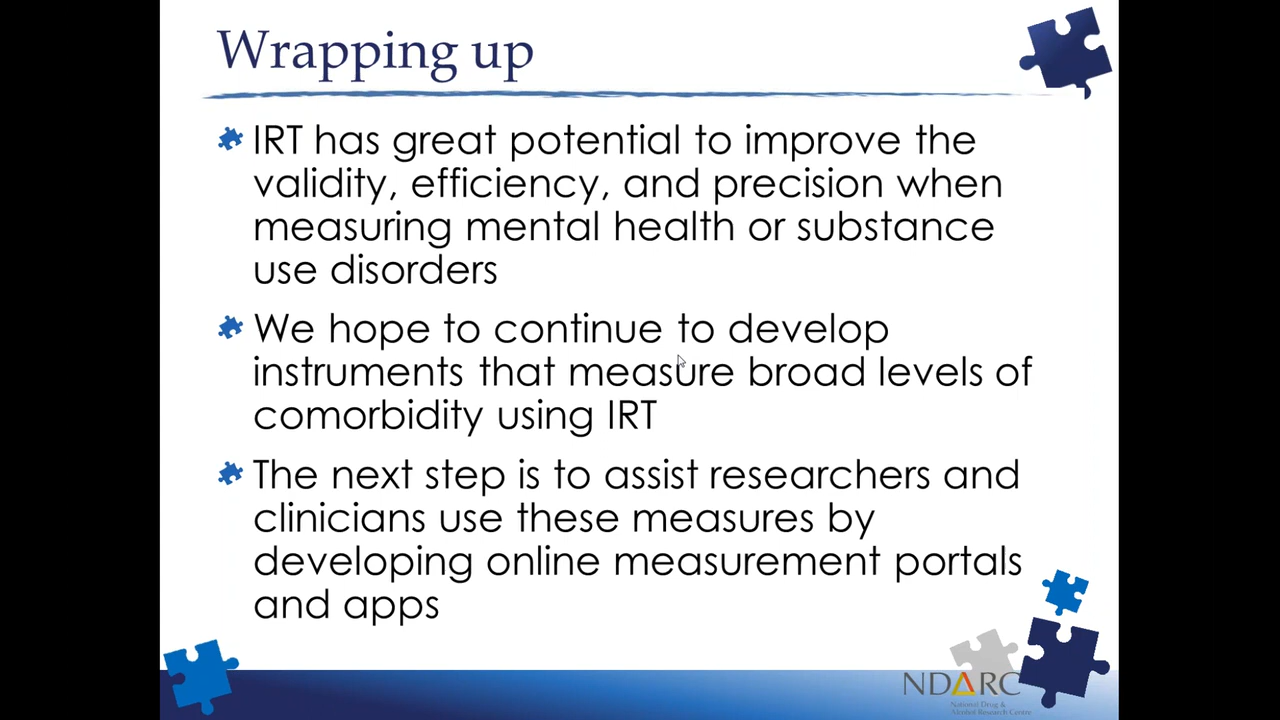 Wrapping up
IRT has great potential to improve the
validity, efficiency, and precision when
measuring mental health or substance
use disorders
We hope to continue to develop
instruments that measure broad levels of
comorbidity using IRT
The next step is to assist researchers and
clinicians use these measures by
developing online measurement portals
and apps
NDARC
National Drug &
Alcohol Research Centre